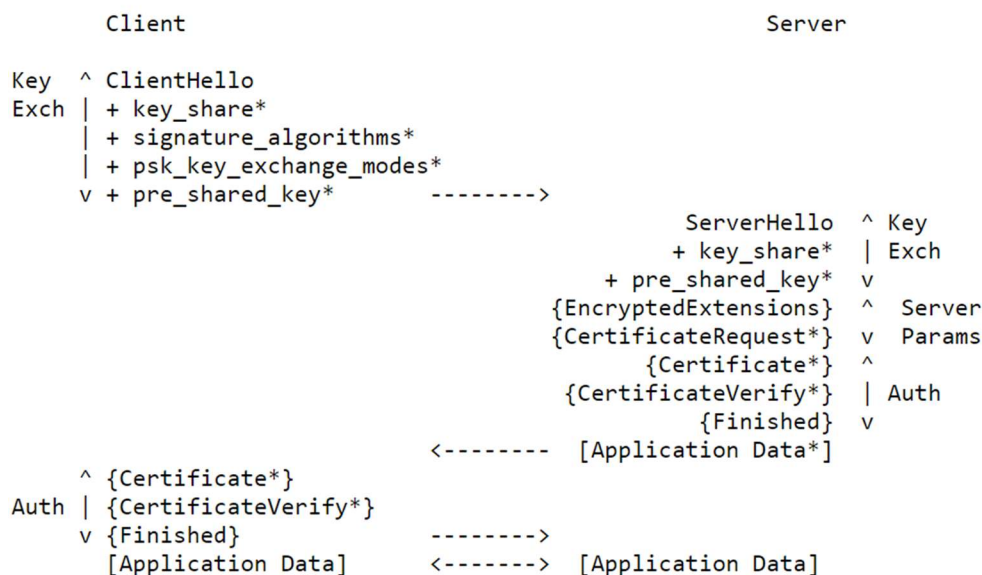 Client Server
Key ^ ClientHello
Exch | + key_share*
| + signature_algorithms*
| + psk_key_exchange_modes*
v + pre_shared_key* -------->
ServerHello ^ Key
+ key_share* | Exch
+ pre_shared_key* v
{EncryptedExtensions} ^ Server
{CertificateRequest*} v Params
{Certificate*} ^
{CertificateVerify*} | Auth
{Finished} v
<-------- [Application Data*]
^ {Certificate*}
Auth | {CertificateVerify*}
v {Finished} -------->
[Application Data] <-------> [Application Data]